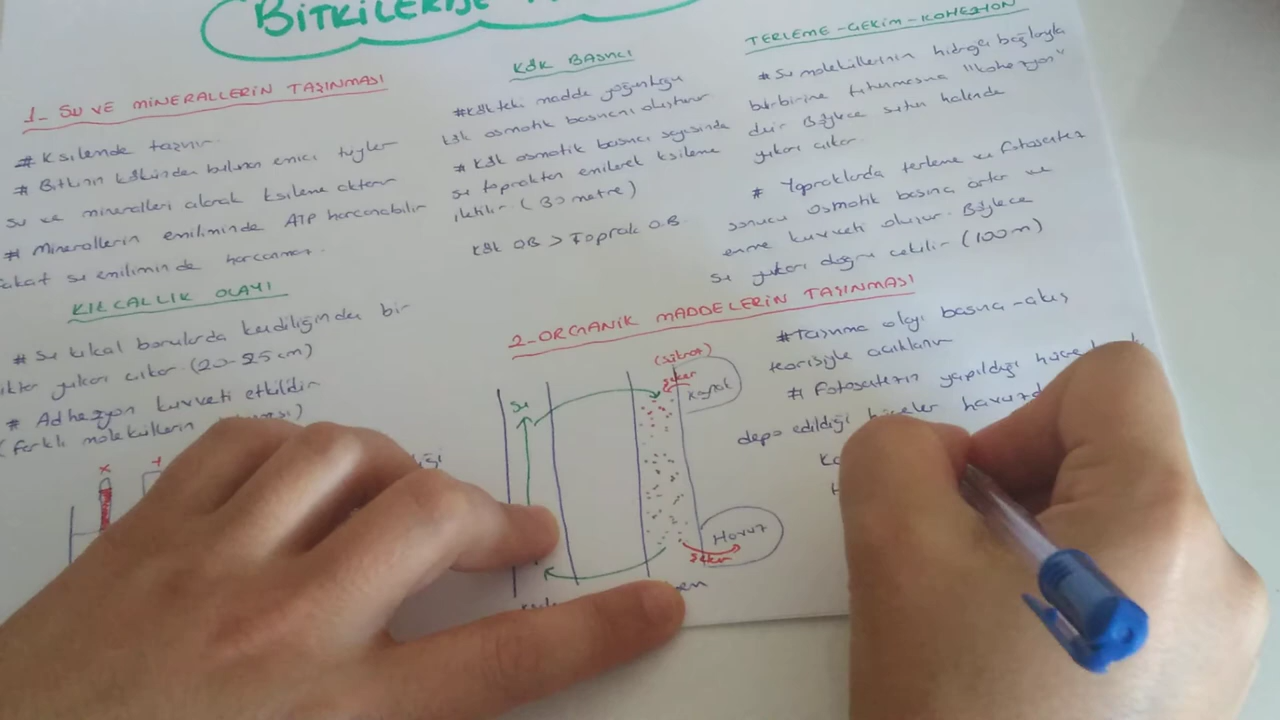 BİTKİLERDE
1- SU VE MİNERALLERİN TAŞINMASI
# Ksilemde taşınır.
# Bitkinin kökünden bulunan emici tüyler
su ve mineralleri alarak ksileme aktarır
# Minerallerin emiliminde ATP harcanabilir
fakat su emiliminde harcanmaz.
KILCALLIK OLAYI
# Su kılcal borularda kendiliğinden bir
miktar yukarı çıkar. (20-25 cm)
# Adhezyon kuvveti etkildir
(farklı moleküllerin
KÖK BASINCI
# Kökteki madde yoğunluğu
kök osmotik basıncını oluşturur
# Kök osmotik basıncı sayesinde
su topraktan emilerek ksileme
iletilir. (30 metre)
Kök OB > Toprak O.B
TERLEME - ÇEKİM - KOHEZYON
# Su moleküllerinin hidrojen bağlarıyla
birbirine tutunmasına "kohezyon"
denir Böylece sütun halinde
yukarı çıkar.
# Yapraklarda terleme ve fotosentez
sonucu osmotik basınç artar ve
emme kuvveti oluşur. Böylece
su yukarı doğru çekilir (100m)
2-ORGANİK MADDELERİN TAŞINMASI
Su
(sükroz)
şeker
Kaynak
Havuz
şeker
# Taşınma olayı basınç-akış
teorisiyle açıklanır
# Fotosentezin yapıldığı
depo edildiği hücreler